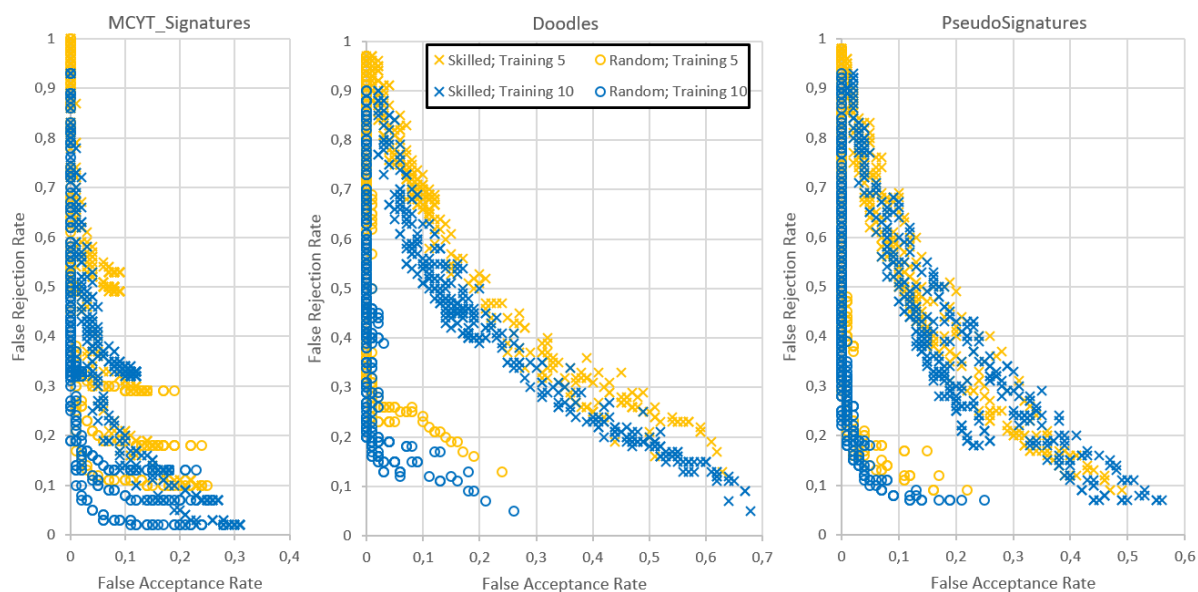 MCYT_Signatures
False Rejection Rate
1
0,9
0,8
0,7
0,6
0,5
0,4
0,3
0,2
0,1
0
0 0,1 0,2 0,3 0,4
False Acceptance Rate
Doodles
Skilled; Training 5 Random; Training 5
Skilled; Training 10 Random; Training 10
False Rejection Rate
1
0,9
0,8
0,7
0,6
0,5
0,4
0,3
0,2
0,1
0
0 0,1 0,2 0,3 0,4 0,5 0,6 0,7
False Acceptance Rate
PseudoSignatures
False Rejection Rate
1
0,9
0,8
0,7
0,6
0,5
0,4
0,3
0,2
0,1
0
0 0,1 0,2 0,3 0,4 0,5 0,6
False Acceptance Rate